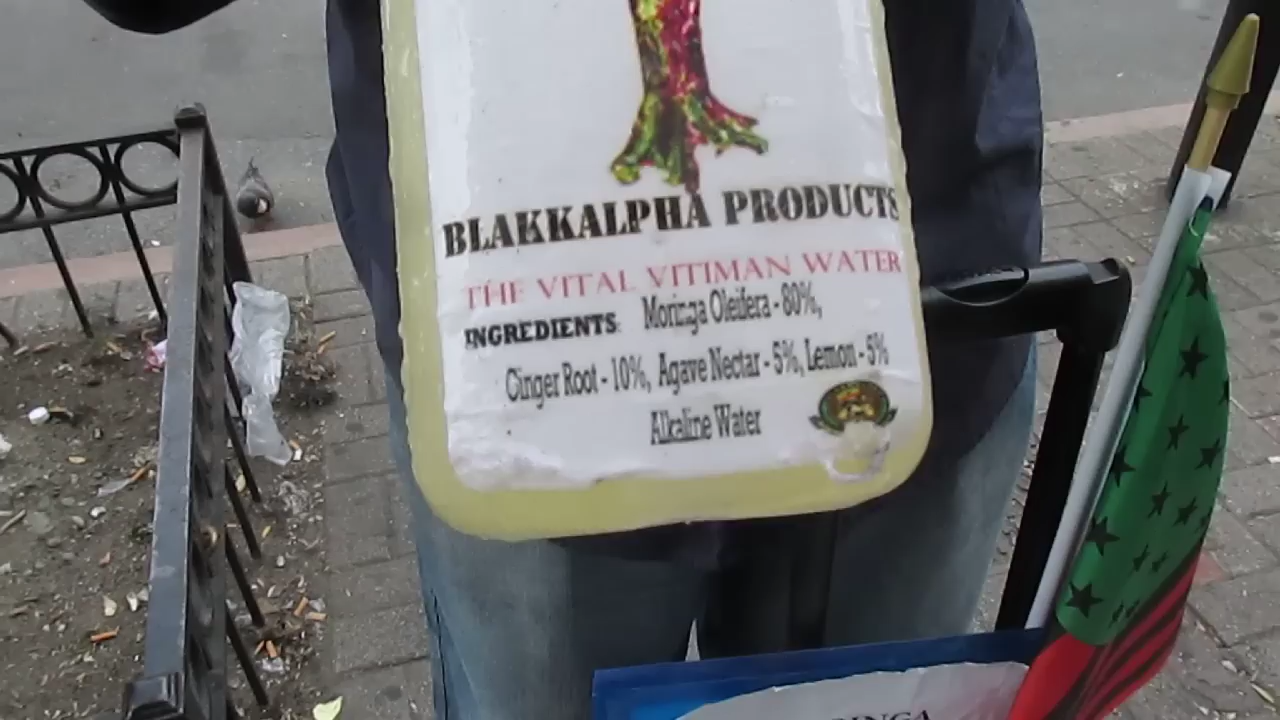 BLAKKALPHA PRODUCTS
THE VITAL VITIMAN WATER
INGREDIENTS: Moringa Oleifera - 80%,
Ginger Root - 10%, Agave Nectar - 5%, Lemon - 5%
Alkaline Water